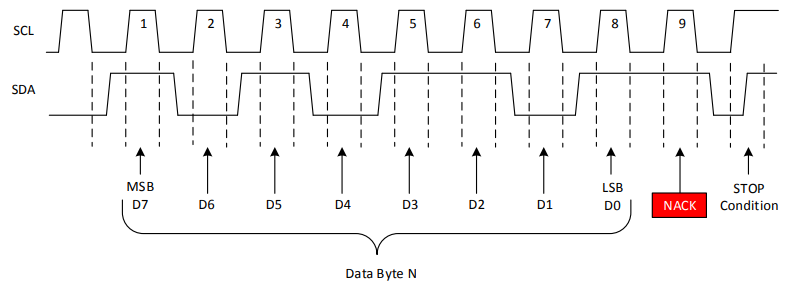 SCL
1 2 3 4 5 6 7 8 9
SDA
MSB LSB STOP
D7 D6 D5 D4 D3 D2 D1 D0 NACK Condition
Data Byte N